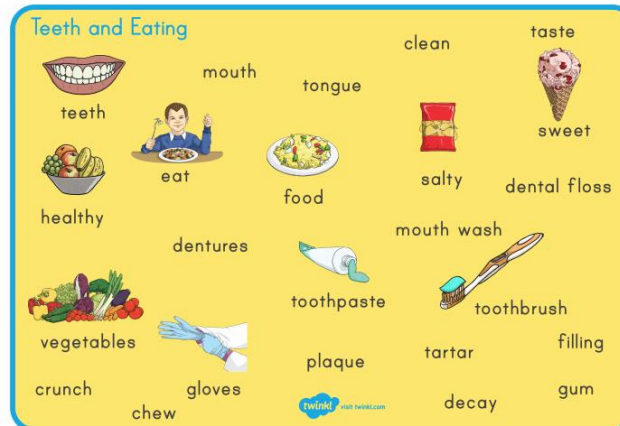 Teeth and Eating
clean
taste
mouth
tongue
teeth
sweet
eat
food
salty
dental floss
healthy
dentures
mouth wash
toothpaste
toothbrush
vegetables
plaque
tartar
filling
crunch
gloves
chew
decay
gum
twinkl visit twinkl.com